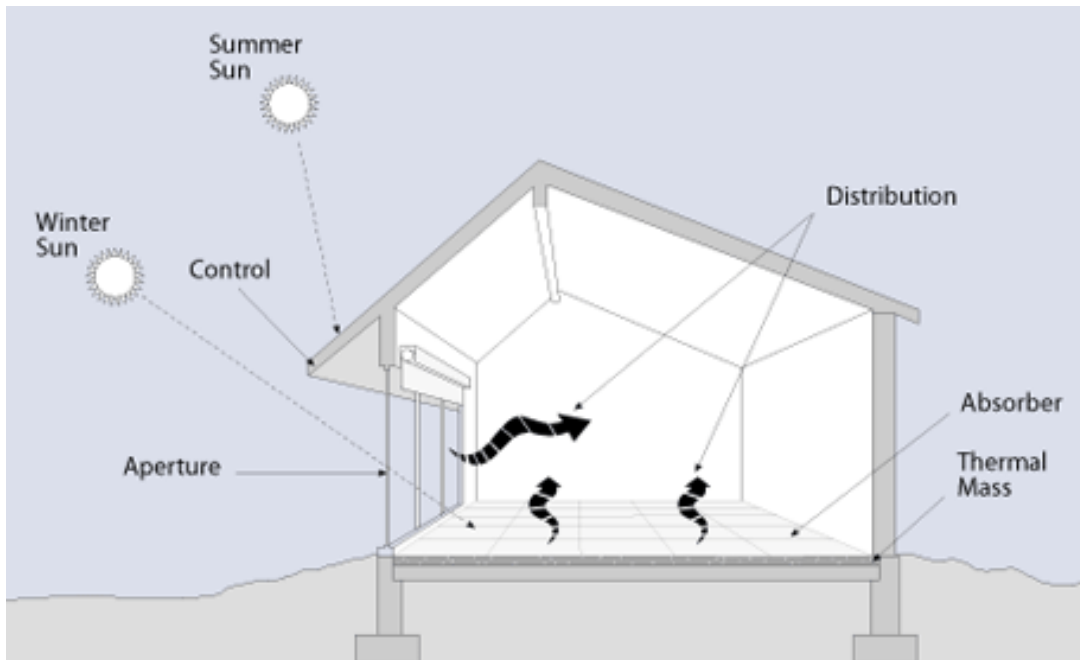 Summer
Sun
Winter
Sun
Control
Distribution
Aperture
Absorber
Thermal
Mass